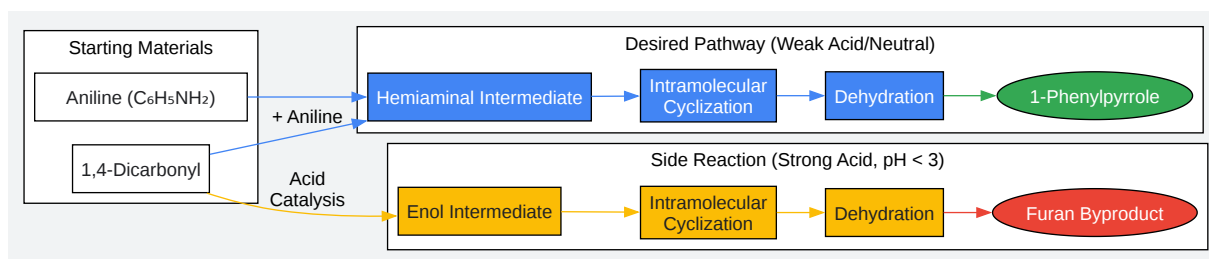 Starting Materials
Aniline (C₆H₅NH₂)
1,4-Dicarbonyl
+ Aniline
Acid
Catalysis
Desired Pathway (Weak Acid/Neutral)
Hemiaminal Intermediate
Intramolecular
Cyclization
Dehydration
1-Phenylpyrrole
Side Reaction (Strong Acid, pH < 3)
Enol Intermediate
Intramolecular
Cyclization
Dehydration
Furan Byproduct